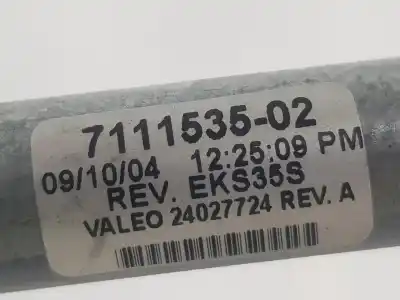 7111535-02
09/10/04 12:25:09 PM
REV. EKS35S
VALEO 24027724 REV. A